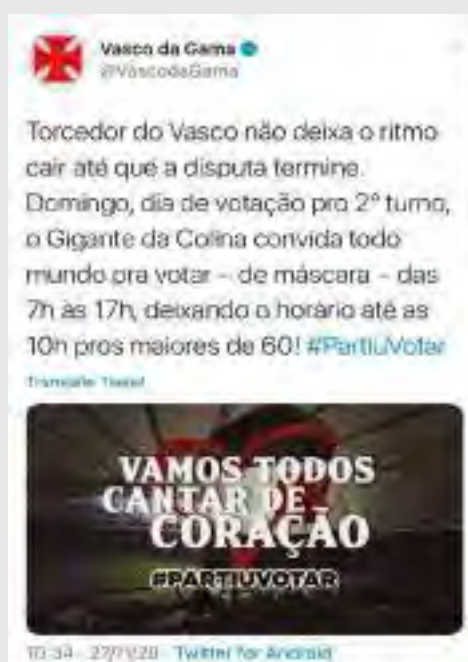 Vasco da Gama
@VascodaGama
Torcedor do Vasco não deixa o ritmo
cair até que a disputa termine.
Domingo, dia de votação pro 2º turno,
o Gigante da Colina convida todo
mundo pra votar – de máscara – das
7h às 17h, deixando o horário até as
10h pros maiores de 60! #PartiuVotar
Translate Tweet
VAMOS TODOS
CANTAR DE
CORAÇÃO
#PARTIUVOTAR
10:34 · 27/11/20 · Twitter for Android